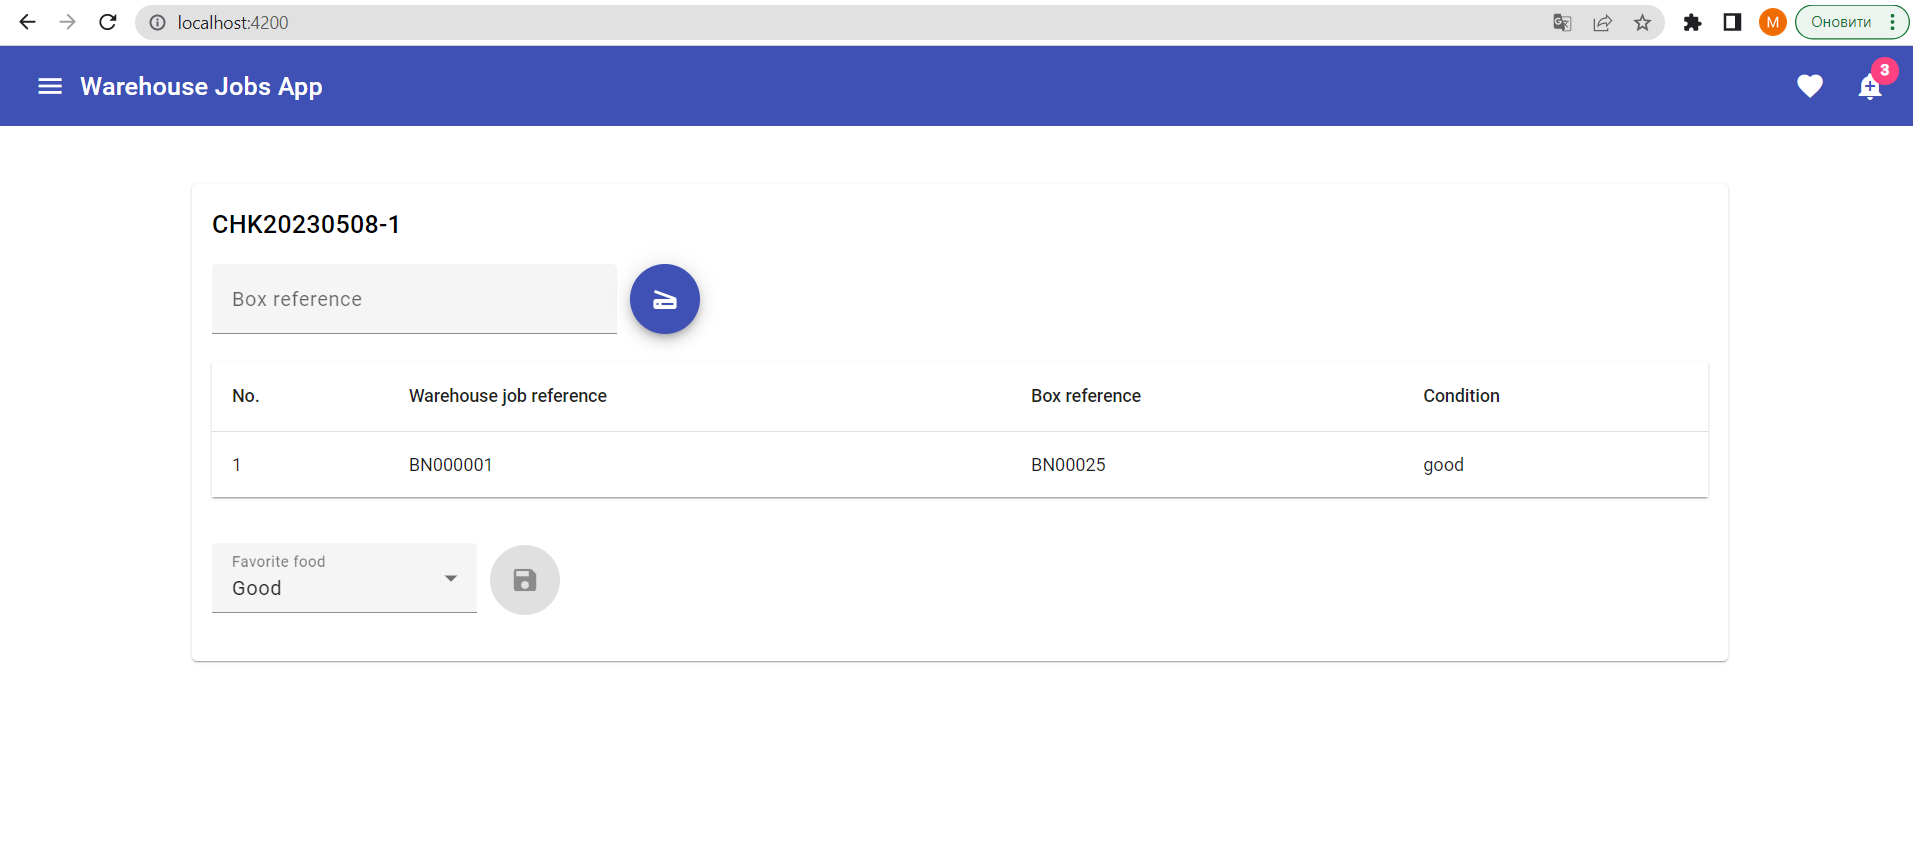 localhost:4200
M
Оновити
Warehouse Jobs App
3
CHK20230508-1
Box reference
No. Warehouse job reference Box reference Condition
1 BN000001 BN00025 good
Favorite food
Good